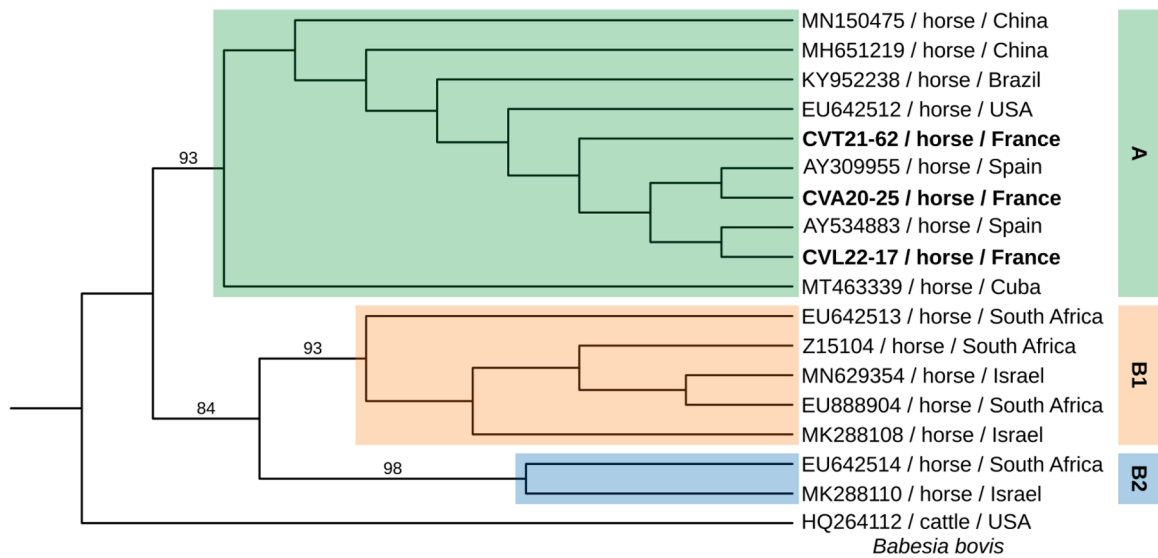 MN150475 / horse / China
MH651219 / horse / China
KY952238 / horse / Brazil
EU642512 / horse / USA
CVT21-62 / horse / France
93
A
AY309955 / horse / Spain
CVA20-25 / horse / France
AY534883 / horse / Spain
CVL22-17 / horse / France
MT463339 / horse / Cuba
EU642513 / horse / South Africa
93
Z15104 / horse / South Africa
MN629354 / horse / Israel
B1
84
EU888904 / horse / South Africa
MK288108 / horse / Israel
98
EU642514 / horse / South Africa
B2
MK288110 / horse / Israel
HQ264112 / cattle / USA
Babesia bovis